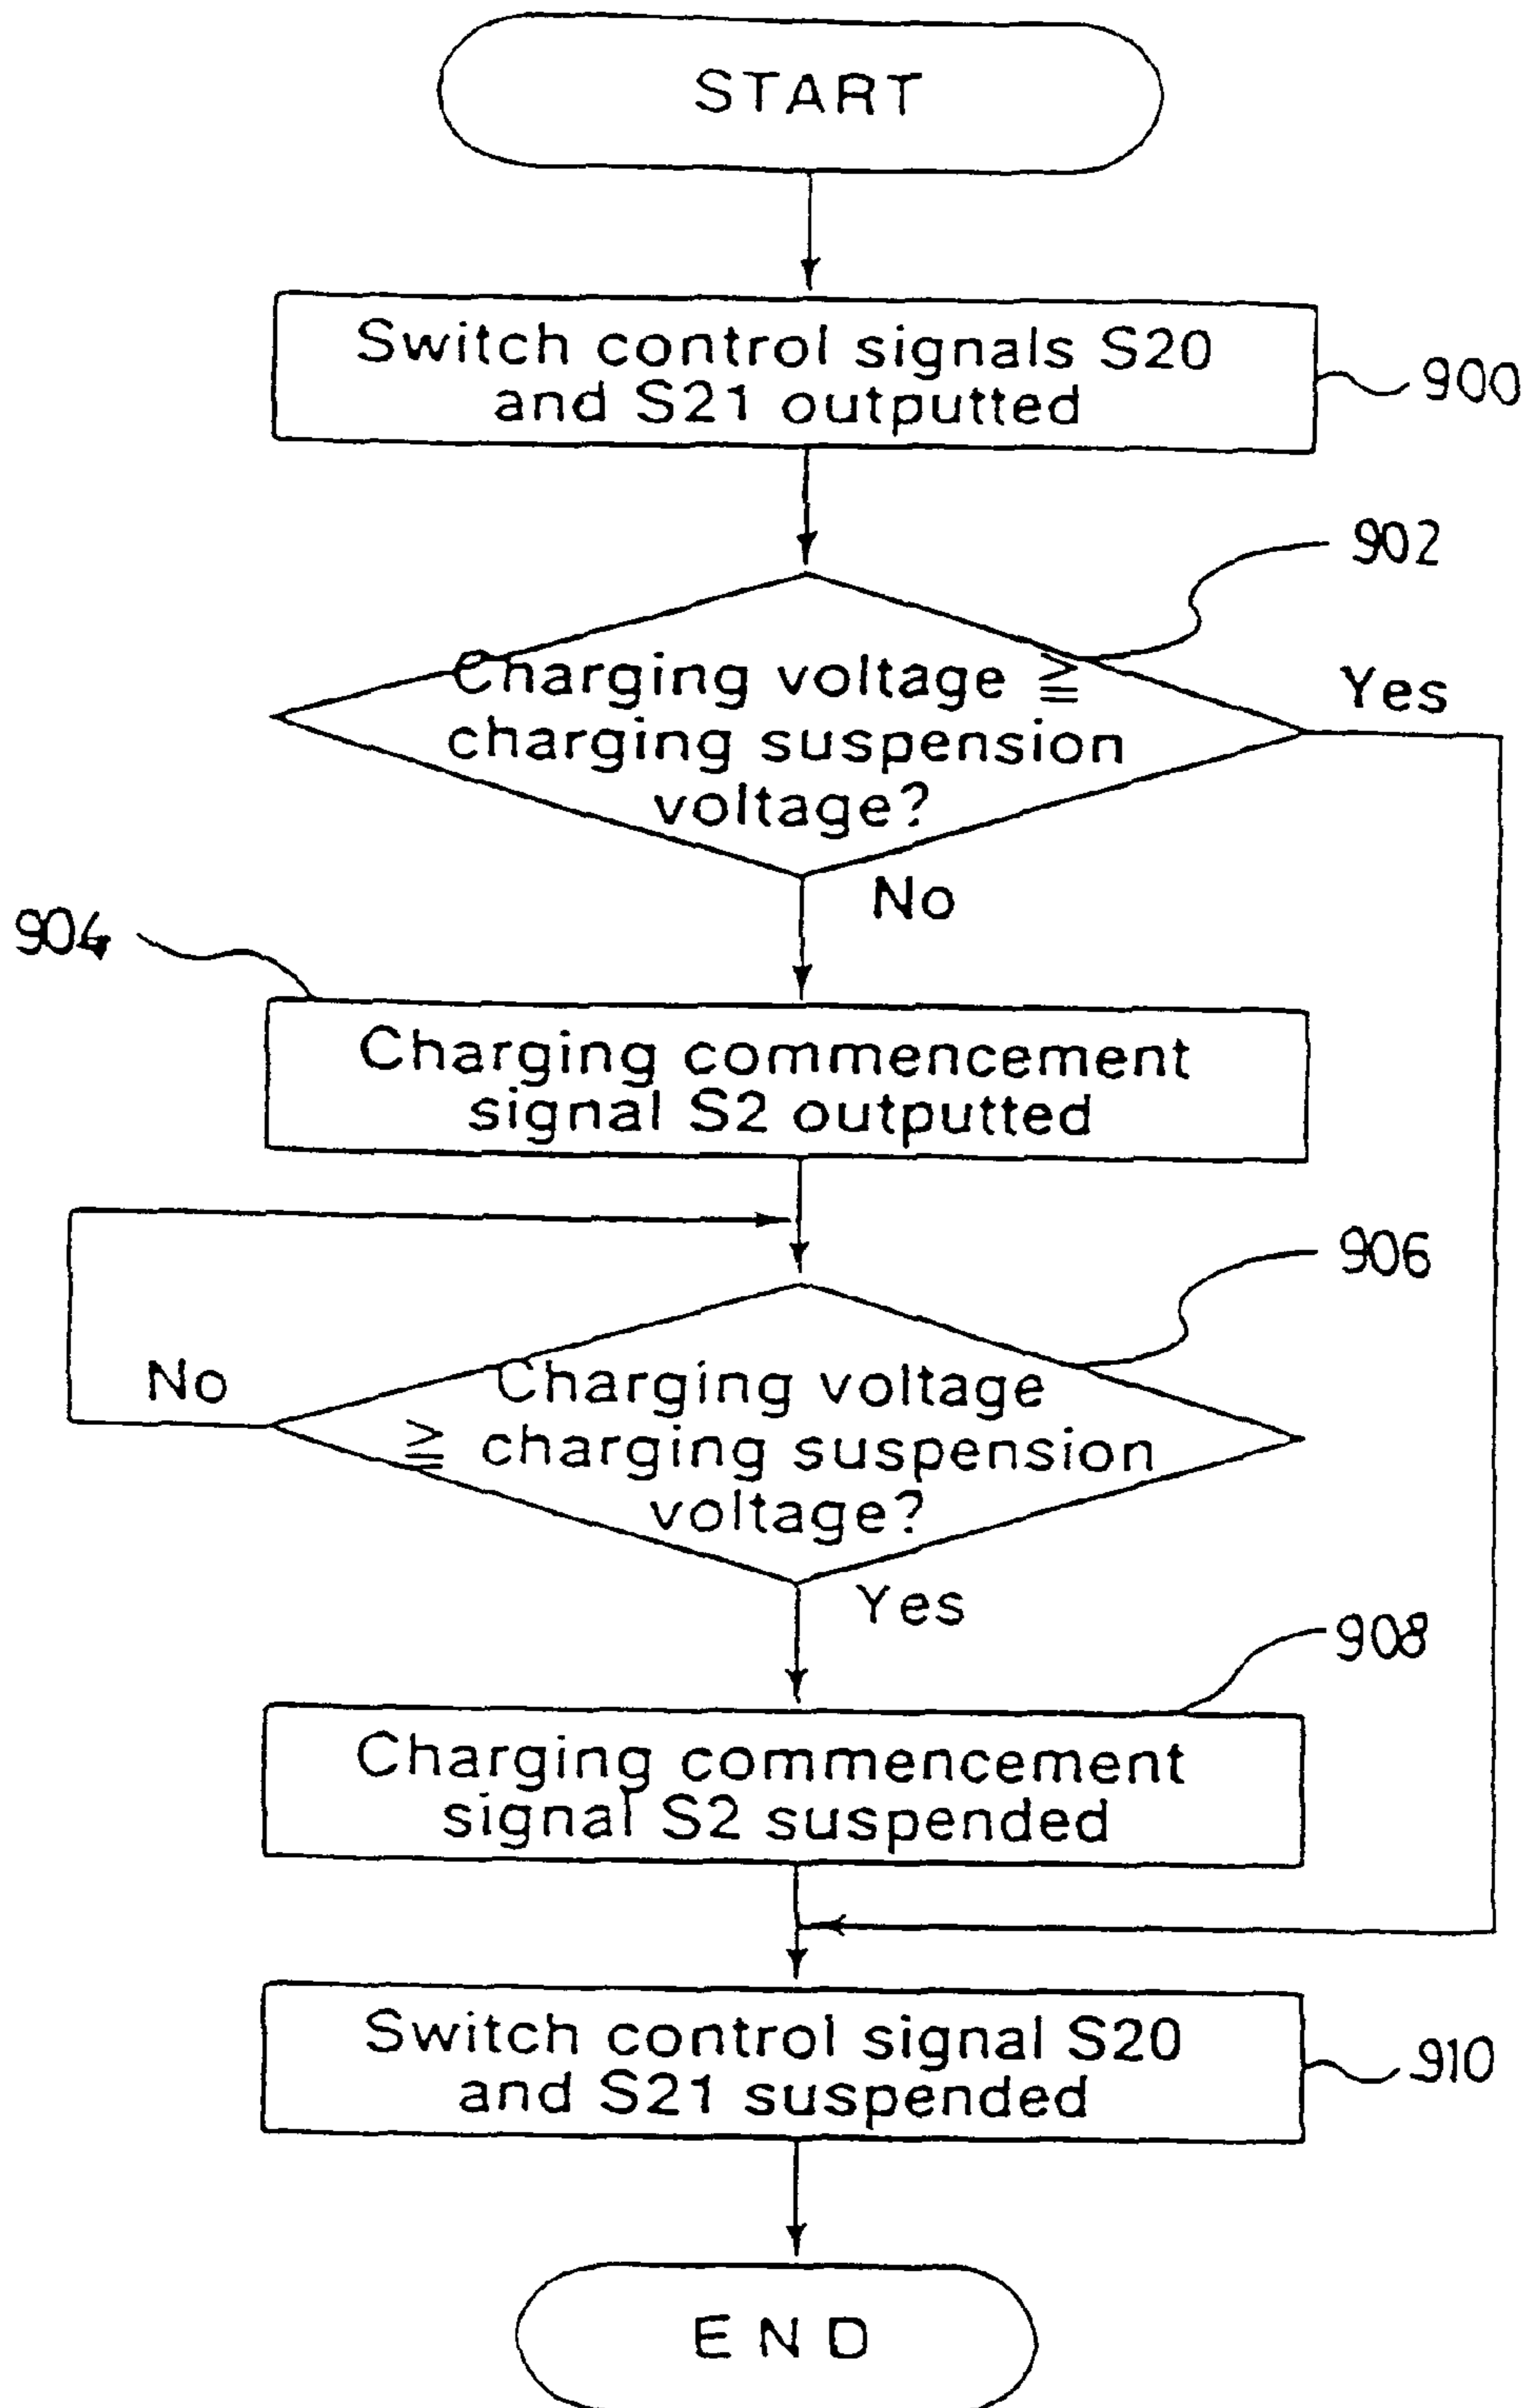 START
Switch control signals S20
and S21 outputted
900
902
Charging voltage ≧
charging suspension
voltage?
Yes
No
904
Charging commencement
signal S2 outputted
906
Charging voltage
≧ charging suspension
voltage?
No
Yes
908
Charging commencement
signal S2 suspended
Switch control signal S20
and S21 suspended
910
END